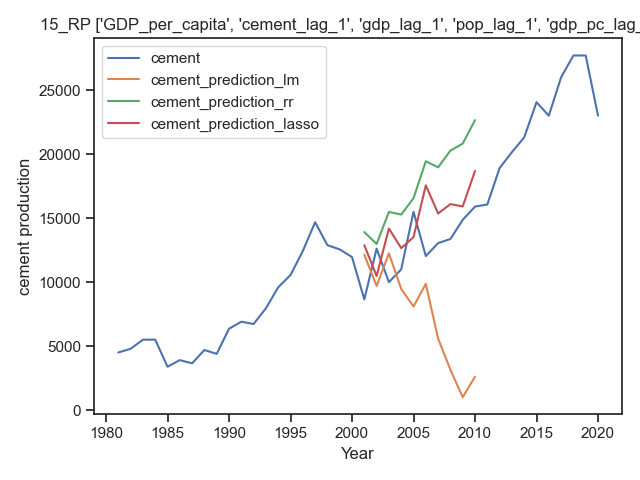 15_RP ['GDP_per_capita', 'cement_lag_1', 'gdp_lag_1', 'pop_lag_1', 'gdp_pc_lag_
cement
cement_prediction_lm
cement_prediction_rr
cement_prediction_lasso
25000
20000
15000
10000
5000
0
cement production
1980 1985 1990 1995 2000 2005 2010 2015 2020
Year